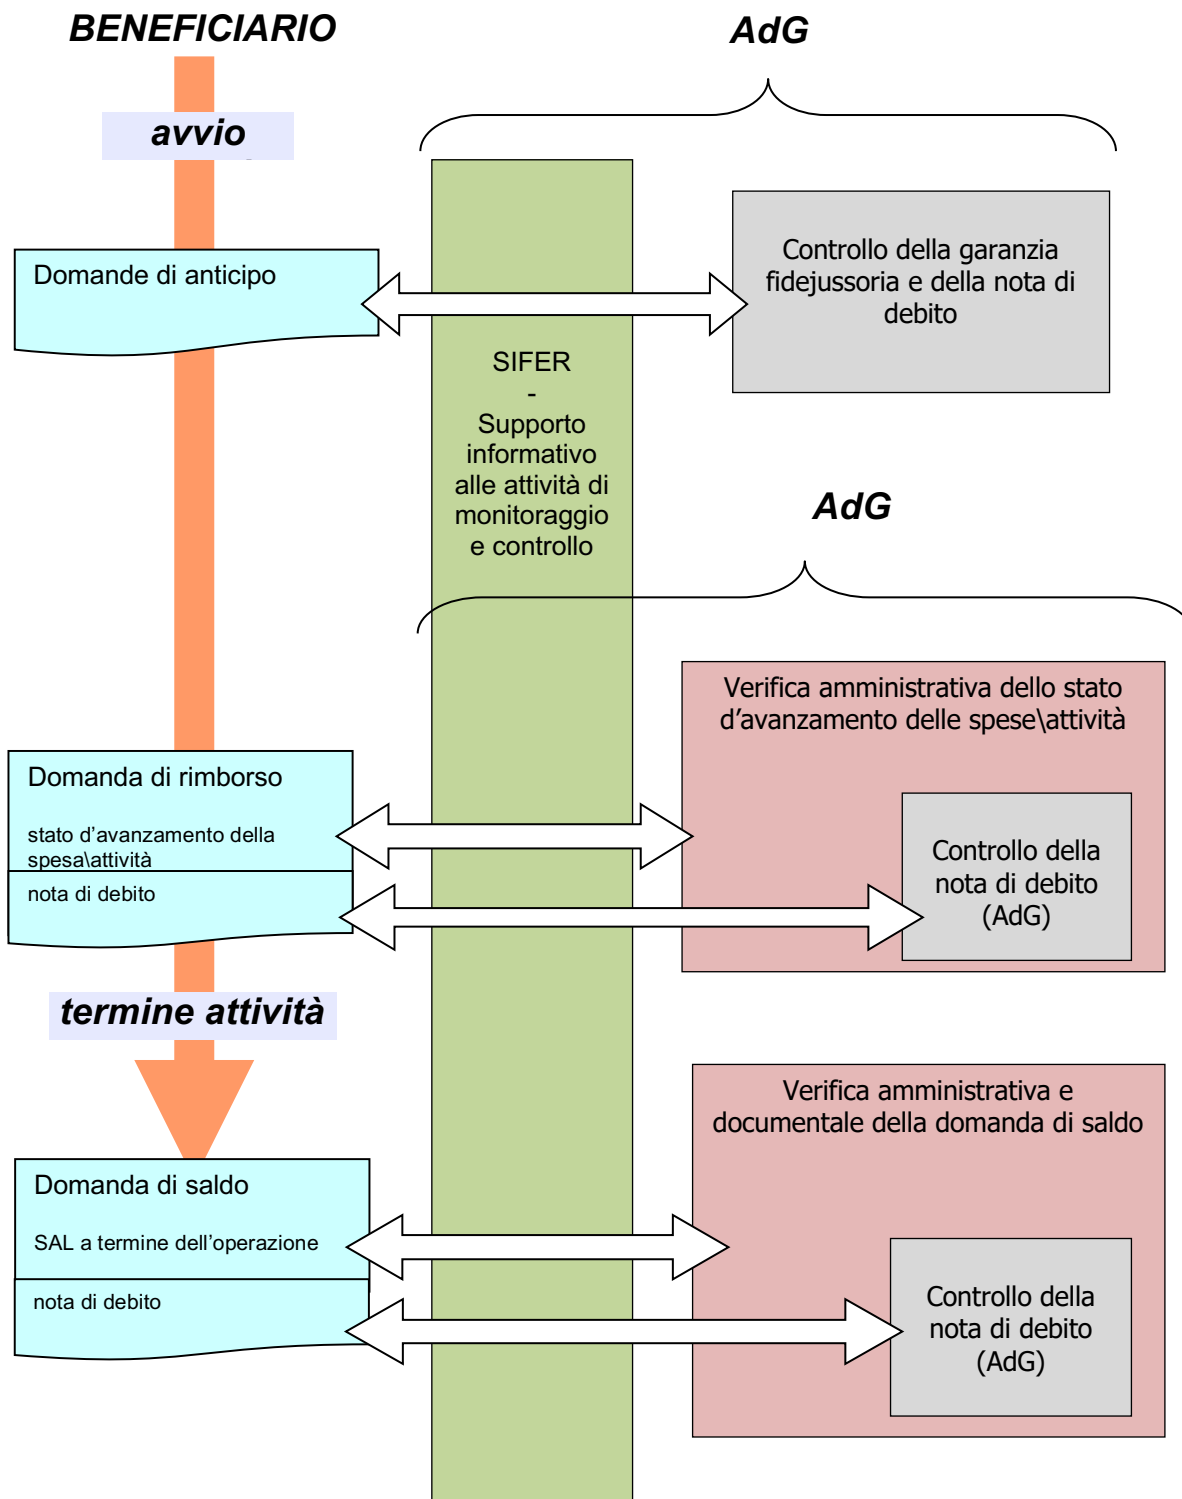 BENEFICIARIO
AdG
avvio
Domande di anticipo
Controllo della garanzia
fidejussoria e della nota di
debito
SIFER
-
Supporto
informativo
alle attività di
monitoraggio
e controllo
AdG
Verifica amministrativa dello stato
d’avanzamento delle spese\attività
Domanda di rimborso
stato d’avanzamento della
spesa\attività
nota di debito
Controllo della
nota di debito
(AdG)
termine attività
Verifica amministrativa e
documentale della domanda di saldo
Domanda di saldo
SAL a termine dell’operazione
nota di debito
Controllo della
nota di debito
(AdG)